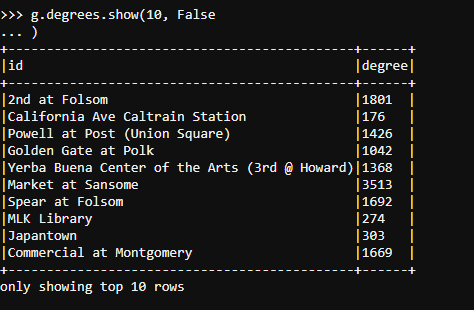 >>> g.degrees.show(10, False
... )
+------------------------------------------+------+
|id                                        |degree|
+------------------------------------------+------+
|2nd at Folsom                             |1801  |
|California Ave Caltrain Station           |176   |
|Powell at Post (Union Square)             |1426  |
|Golden Gate at Polk                       |1042  |
|Yerba Buena Center of the Arts (3rd @ Howard)|1368  |
|Market at Sansome                         |3513  |
|Spear at Folsom                           |1692  |
|MLK Library                               |274   |
|Japantown                                 |303   |
|Commercial at Montgomery                  |1669  |
+------------------------------------------+------+
only showing top 10 rows